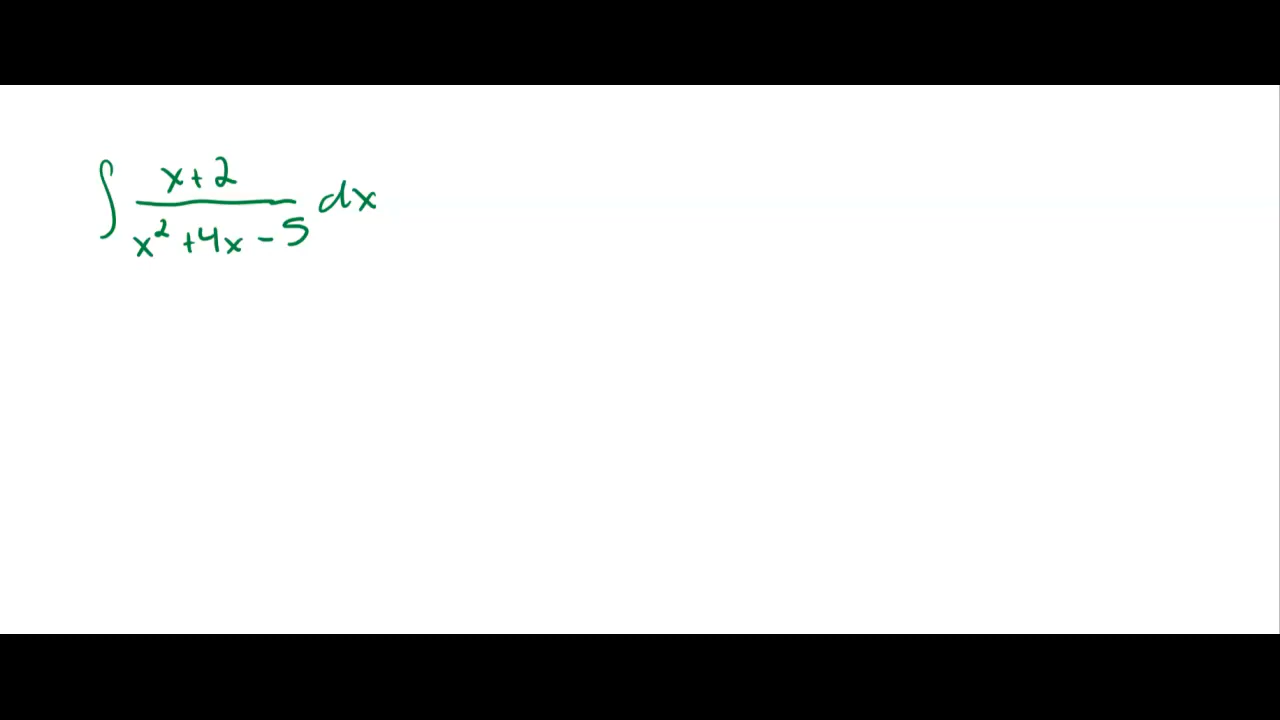 ∫ (x+2)/(x²+4x-5) dx